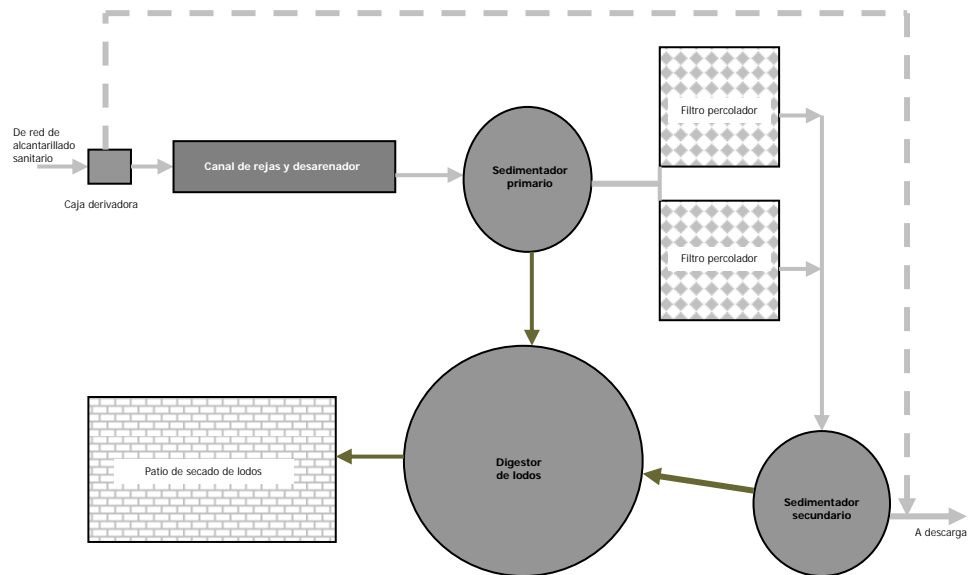 De red de
alcantarillado
sanitario
Caja derivadora
Canal de rejas y desarenador
Sedimentador
primario
Filtro percolador
Filtro percolador
Patio de secado de lodos
Digestor
de lodos
Sedimentador
secundario
A descarga